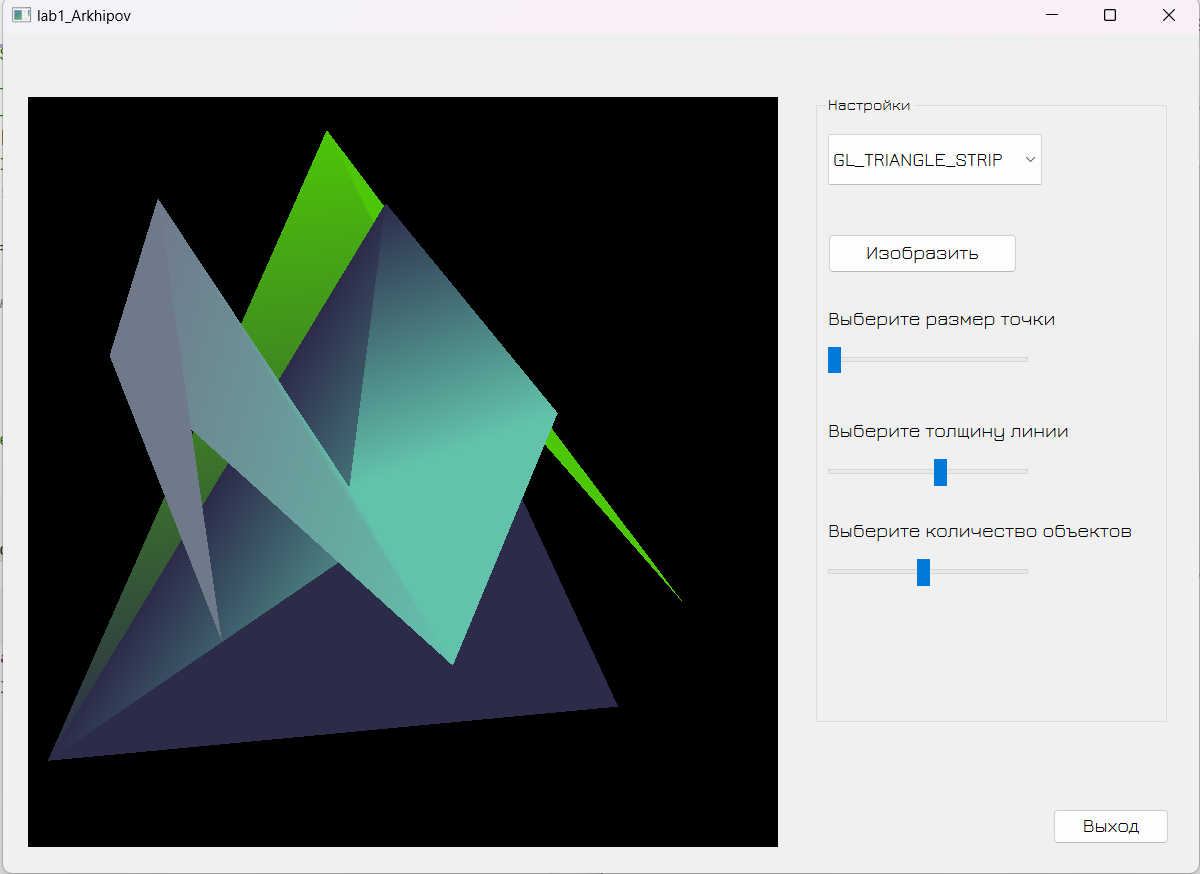 lab1_Arkhipov
Настройки
GL_TRIANGLE_STRIP
Изобразить
Выберите размер точки
Выберите толщину линии
Выберите количество объектов
Выход